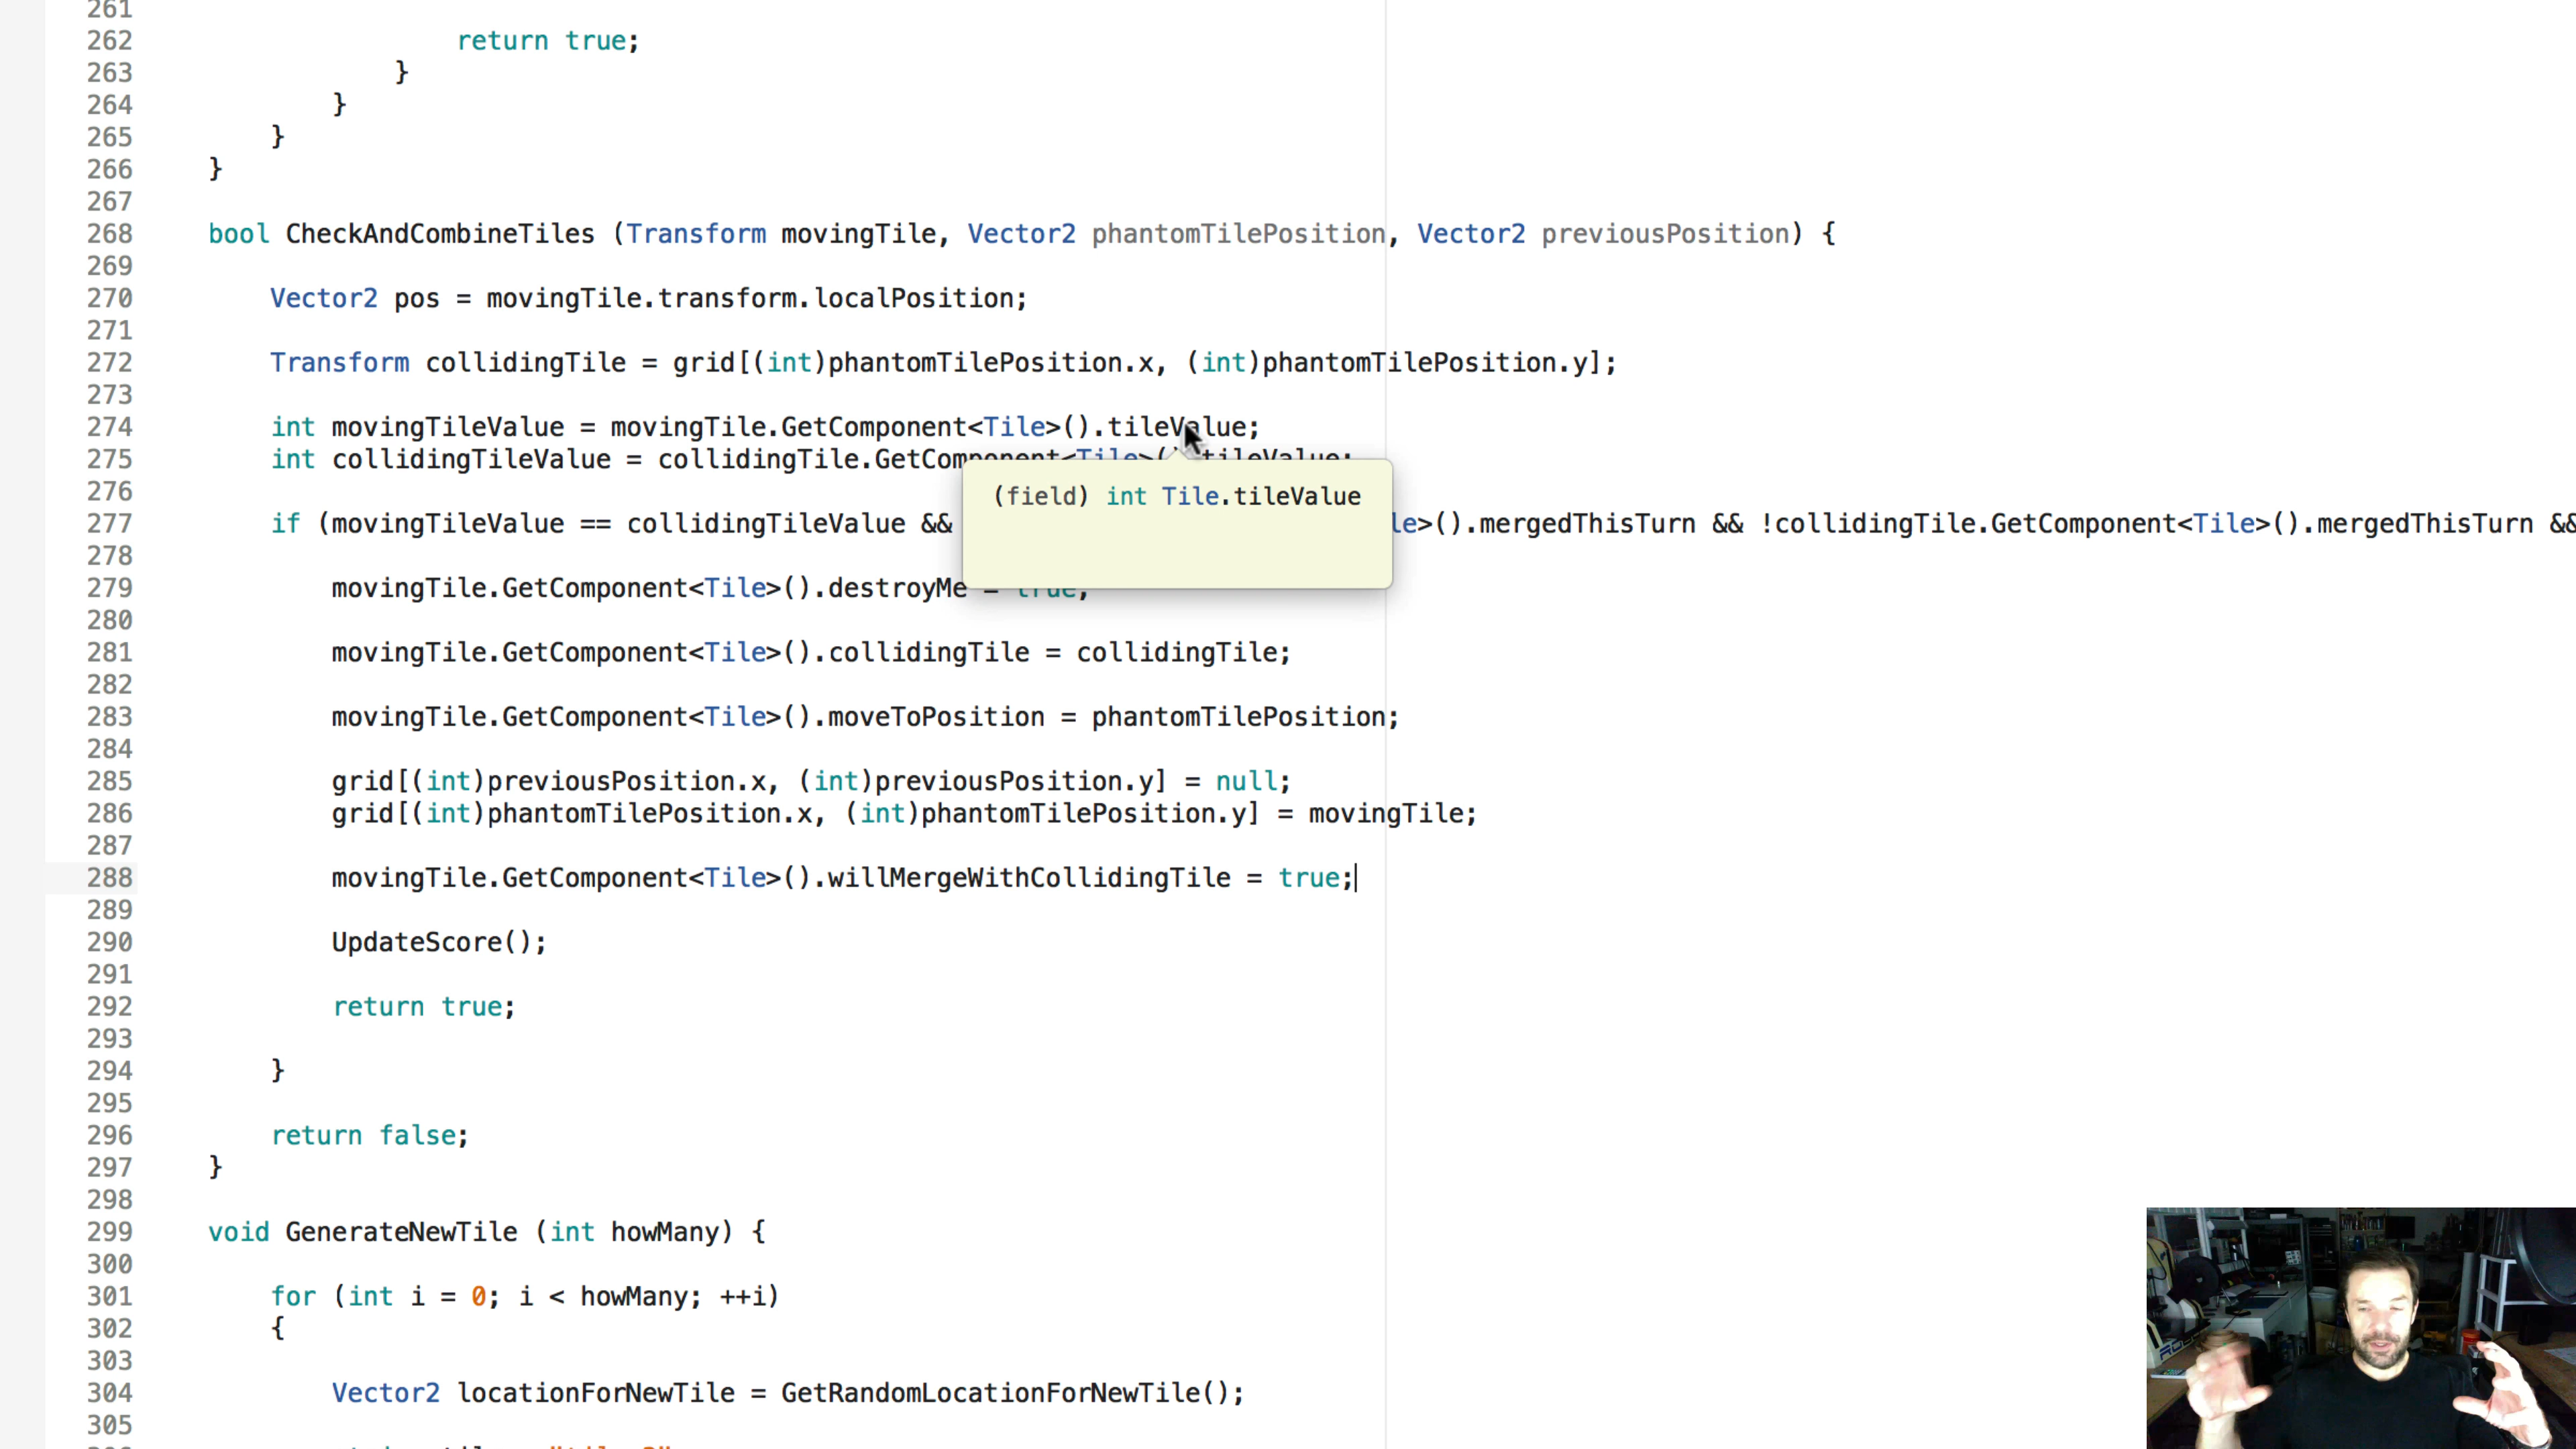 261
262 return true;
263 }
264 }
265 }
266 }
267
268 bool CheckAndCombineTiles (Transform movingTile, Vector2 phantomTilePosition, Vector2 previousPosition) {
269
270 Vector2 pos = movingTile.transform.localPosition;
271
272 Transform collidingTile = grid[(int)phantomTilePosition.x, (int)phantomTilePosition.y];
273
274 int movingTileValue = movingTile.GetComponent<Tile>().tileValue;
275 int collidingTileValue = collidingTile.GetComponent<Tile>().tileValue;
(field) int Tile.tileValue
276
277 if (movingTileValue == collidingTileValue && le>().mergedThisTurn && !collidingTile.GetComponent<Tile>().mergedThisTurn &&
278
279 movingTile.GetComponent<Tile>().destroyMe = true;
280
281 movingTile.GetComponent<Tile>().collidingTile = collidingTile;
282
283 movingTile.GetComponent<Tile>().moveToPosition = phantomTilePosition;
284
285 grid[(int)previousPosition.x, (int)previousPosition.y] = null;
286 grid[(int)phantomTilePosition.x, (int)phantomTilePosition.y] = movingTile;
287
288 movingTile.GetComponent<Tile>().willMergeWithCollidingTile = true;
289
290 UpdateScore();
291
292 return true;
293
294 }
295
296 return false;
297 }
298
299 void GenerateNewTile (int howMany) {
300
301 for (int i = 0; i < howMany; ++i)
302 {
303
304 Vector2 locationForNewTile = GetRandomLocationForNewTile();
305